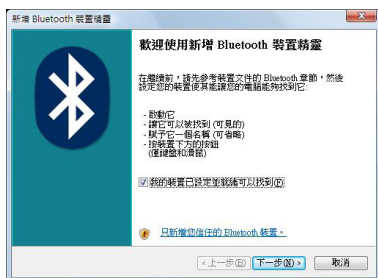 新增 Bluetooth 裝置精靈
歡迎使用新增 Bluetooth 裝置精靈
在繼續前，請先參考裝置文件的 Bluetooth 章節，然後
設定您的裝置使其能讓您的電腦能夠找到它:
- 啟動它
- 讓它可以被找到 (可見的)
- 賦予它一個名稱 (可省略)
- 按裝置下方的按鈕
(僅鍵盤和滑鼠)
我的裝置已設定並就緒可以找到(F)
只新增您信任的 Bluetooth 裝置。
<上一步(B) 下一步(N)> 取消